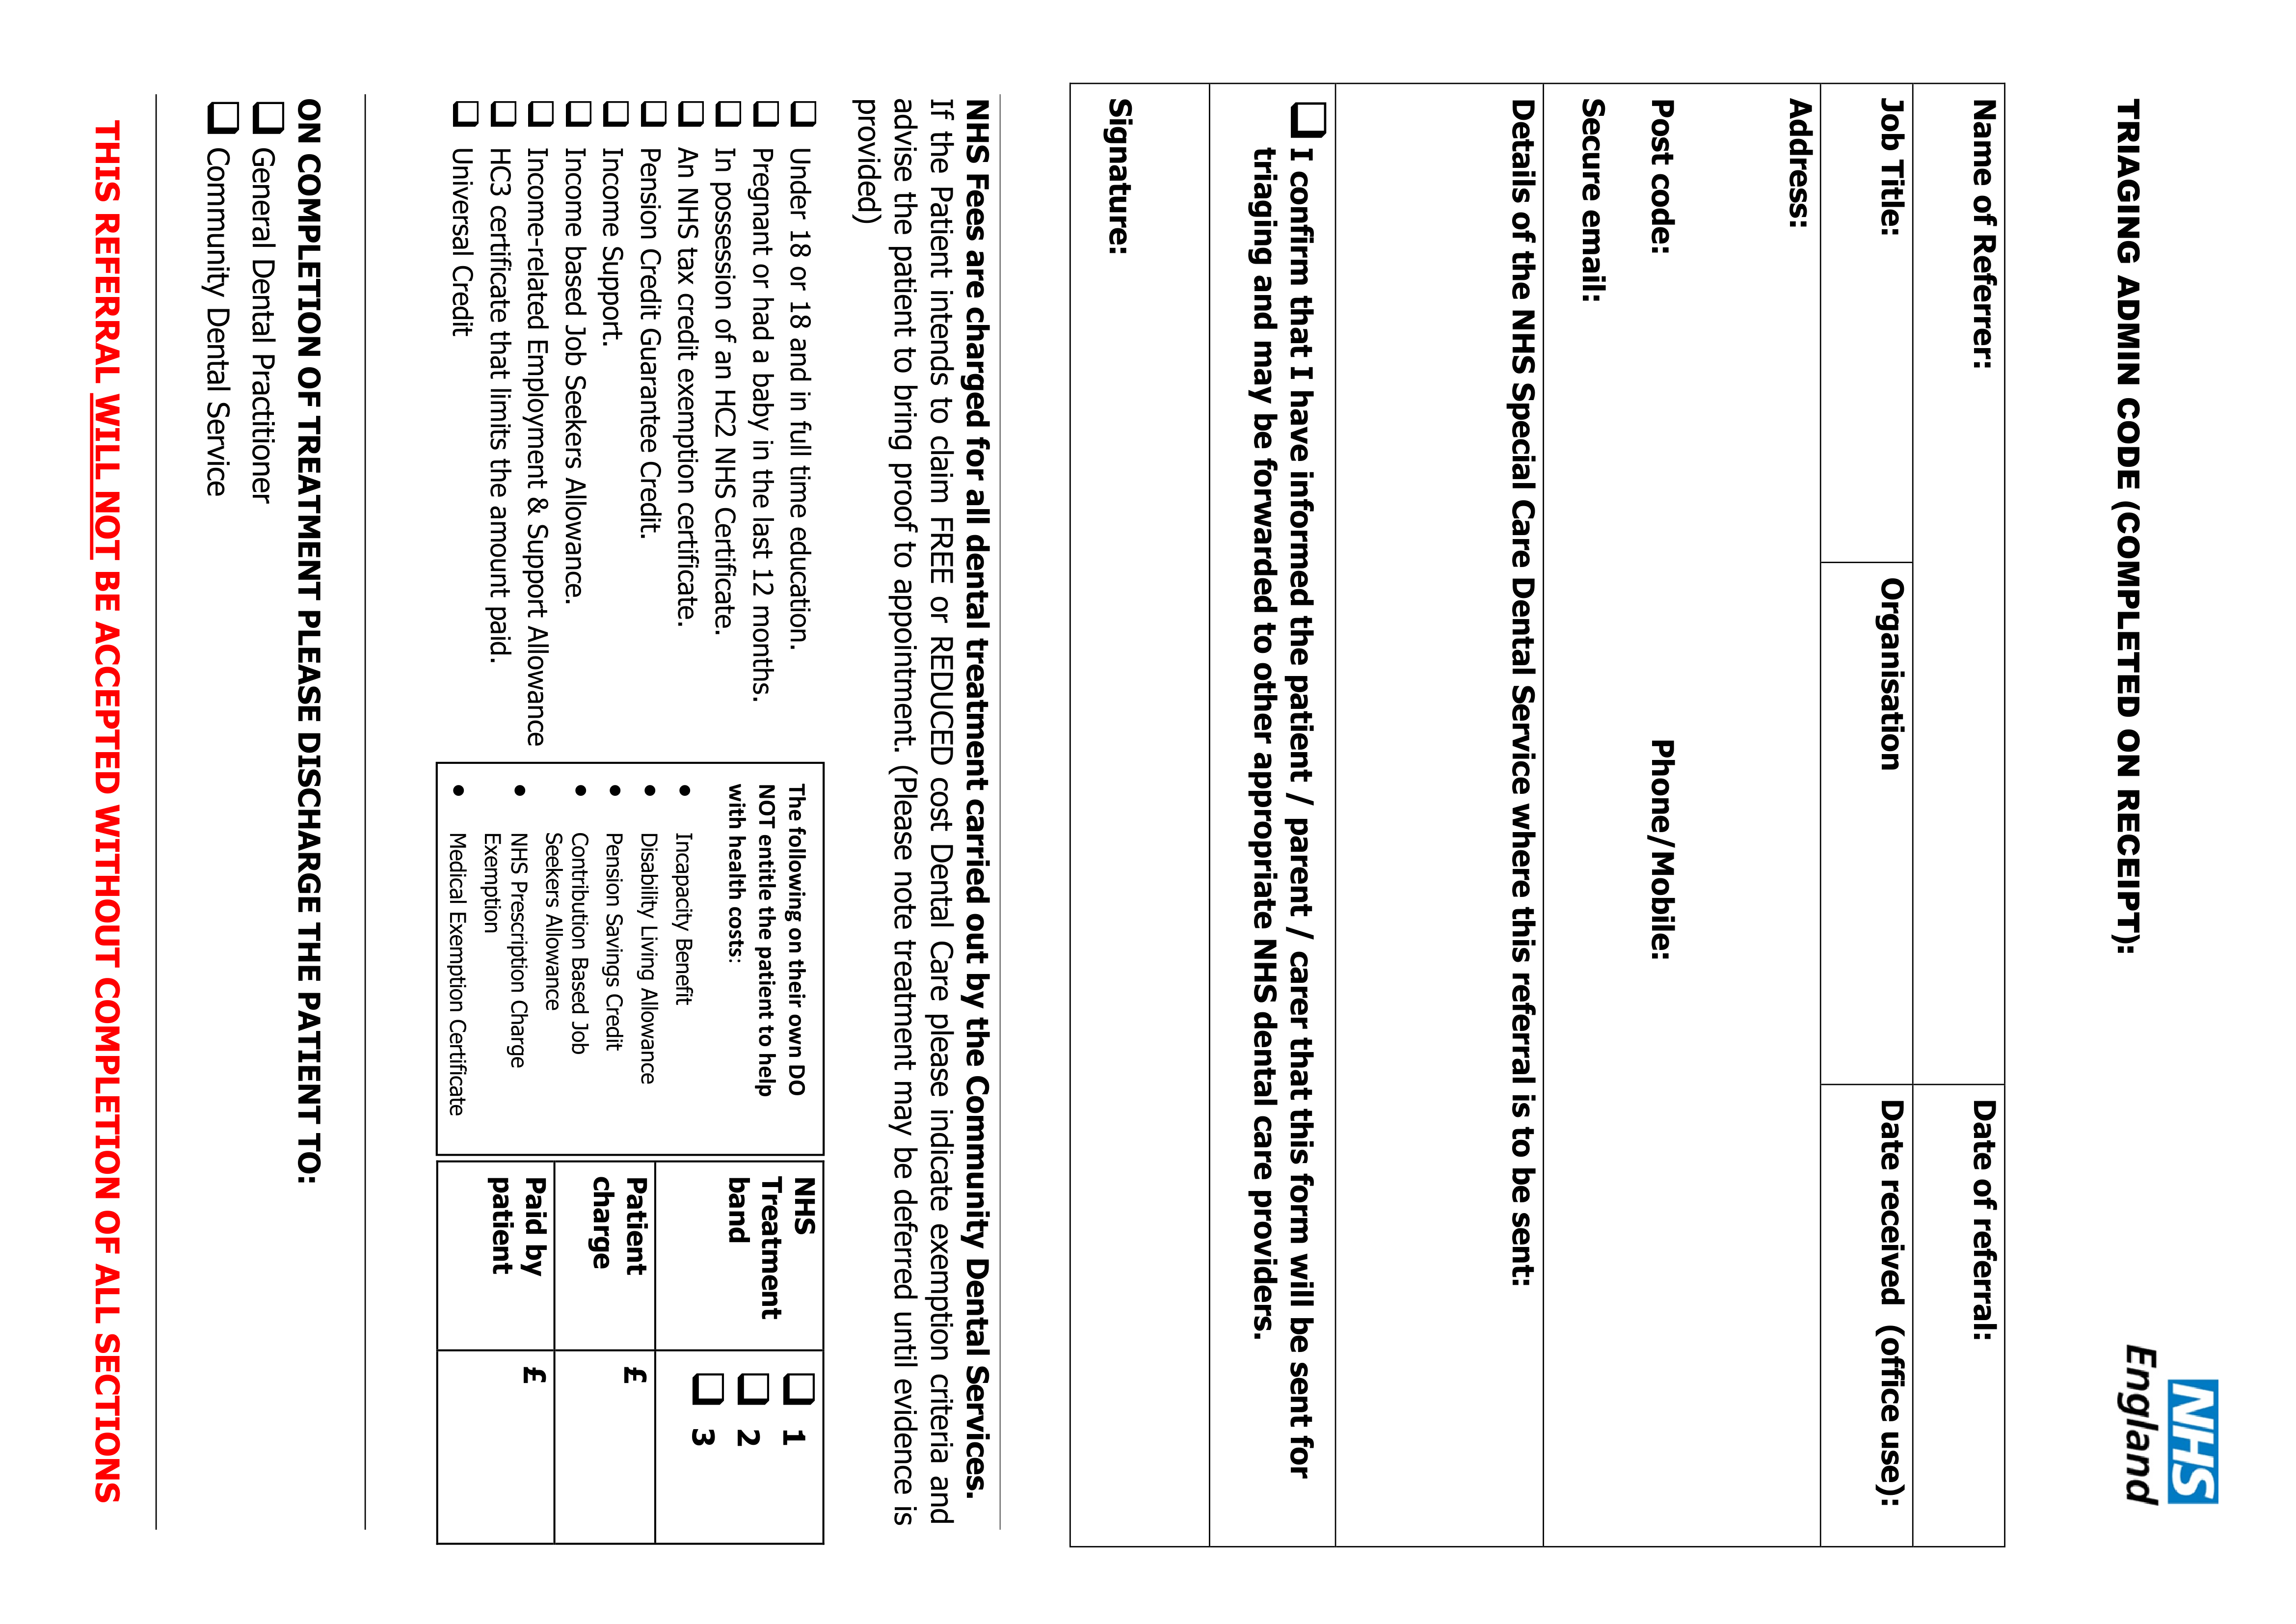 NHS
England
TRIAGING ADMIN CODE (COMPLETED ON RECEIPT):
Name of Referrer:
Date of referral:
Job Title:
Organisation
Date received  (office use):
Address:
Post code:
Phone/Mobile:
Secure email:
Details of the NHS Special Care Dental Service where this referral is to be sent:
❑ I confirm that I have informed the patient / parent / carer that this form will be sent for
triaging and may be forwarded to other appropriate NHS dental care providers.
Signature:
NHS Fees are charged for all dental treatment carried out by the Community Dental Services.
If the Patient intends to claim FREE or REDUCED cost Dental Care please indicate exemption criteria and
advise the patient to bring proof to appointment. (Please note treatment may be deferred until evidence is
provided)
❑ Under 18 or 18 and in full time education.
❑ Pregnant or had a baby in the last 12 months.
❑ In possession of an HC2 NHS Certificate.
❑ An NHS tax credit exemption certificate.
❑ Pension Credit Guarantee Credit.
❑ Income Support.
❑ Income based Job Seekers Allowance.
❑ Income-related Employment & Support Allowance
❑ HC3 certificate that limits the amount paid.
❑ Universal Credit
The following on their own DO
NOT entitle the patient to help
with health costs:
• Incapacity Benefit
• Disability Living Allowance
• Pension Savings Credit
• Contribution Based Job
Seekers Allowance
• NHS Prescription Charge
Exemption
• Medical Exemption Certificate
NHS
Treatment
band
❑ 1
❑ 2
❑ 3
Patient
charge
£
Paid by
patient
£
ON COMPLETION OF TREATMENT PLEASE DISCHARGE THE PATIENT TO:
❑ General Dental Practitioner
❑ Community Dental Service
THIS REFERRAL WILL NOT BE ACCEPTED WITHOUT COMPLETION OF ALL SECTIONS